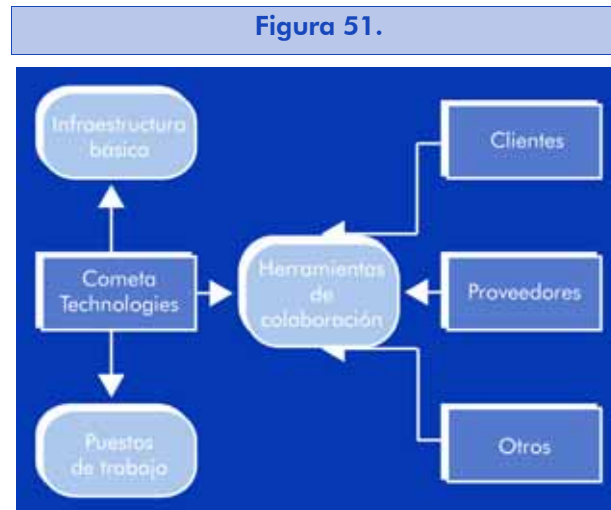 Figura 51.
Infraestructura
básica
Clientes
Cometa
Technologies
Herramientas
de
colaboración
Proveedores
Puestos
de trabajo
Otros